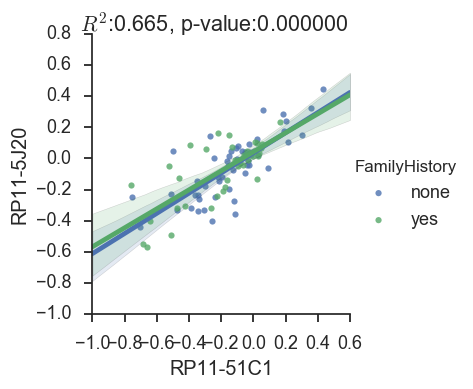 R²:0.665, p-value:0.000000
0.8
0.6
0.4
0.2
0.0
−0.2
−0.4
−0.6
−0.8
−1.0
RP11-5J20
−1.0−0.8−0.6−0.4−0.2 0.0 0.2 0.4 0.6
RP11-51C1
FamilyHistory
none
yes